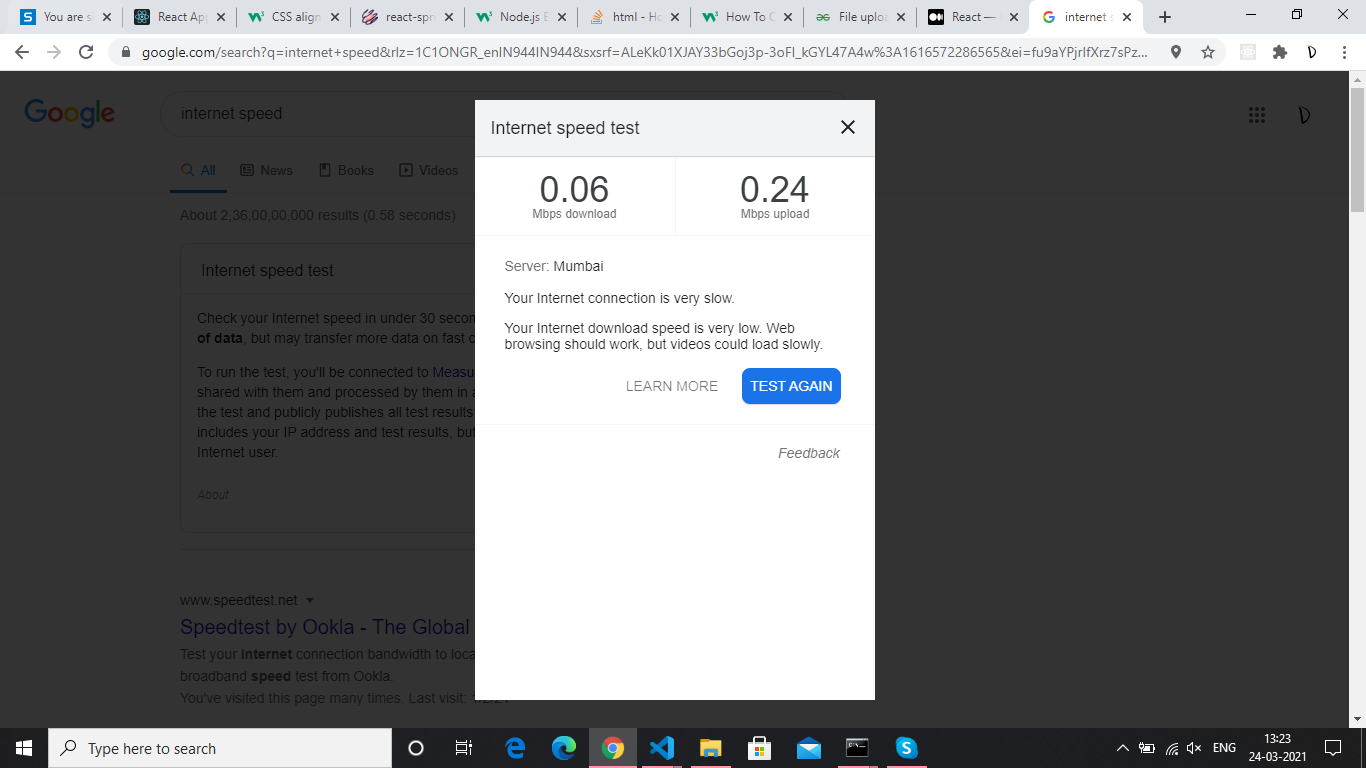 You are s
React App
CSS align
react-spri
Node.js E
html - Ho
How To C
File uploa
React —
internet s
google.com/search?q=internet+speed&rlz=1C1ONGR_enIN944IN944&sxsrf=ALeKk01XJAY33bGoj3p-3oFI_kGYL47A4w%3A1616572286565&ei=fu9aYPjrIfXrz7sPz...
Google
internet speed
All
News
Books
Videos
About 2,36,00,00,000 results (0.58 seconds)
Internet speed test
Check your Internet speed in under 30 secon
of data, but may transfer more data on fast c
To run the test, you'll be connected to Measu
shared with them and processed by them in a
the test and publicly publishes all test results
includes your IP address and test results, but
Internet user.
About
www.speedtest.net
Speedtest by Ookla - The Global
Test your internet connection bandwidth to loca
broadband speed test from Ookla.
You've visited this page many times. Last visit:
Internet speed test
0.06
Mbps download
0.24
Mbps upload
Server: Mumbai
Your Internet connection is very slow.
Your Internet download speed is very low. Web
browsing should work, but videos could load slowly.
LEARN MORE
TEST AGAIN
Feedback
Type here to search
ENG
13:23
24-03-2021